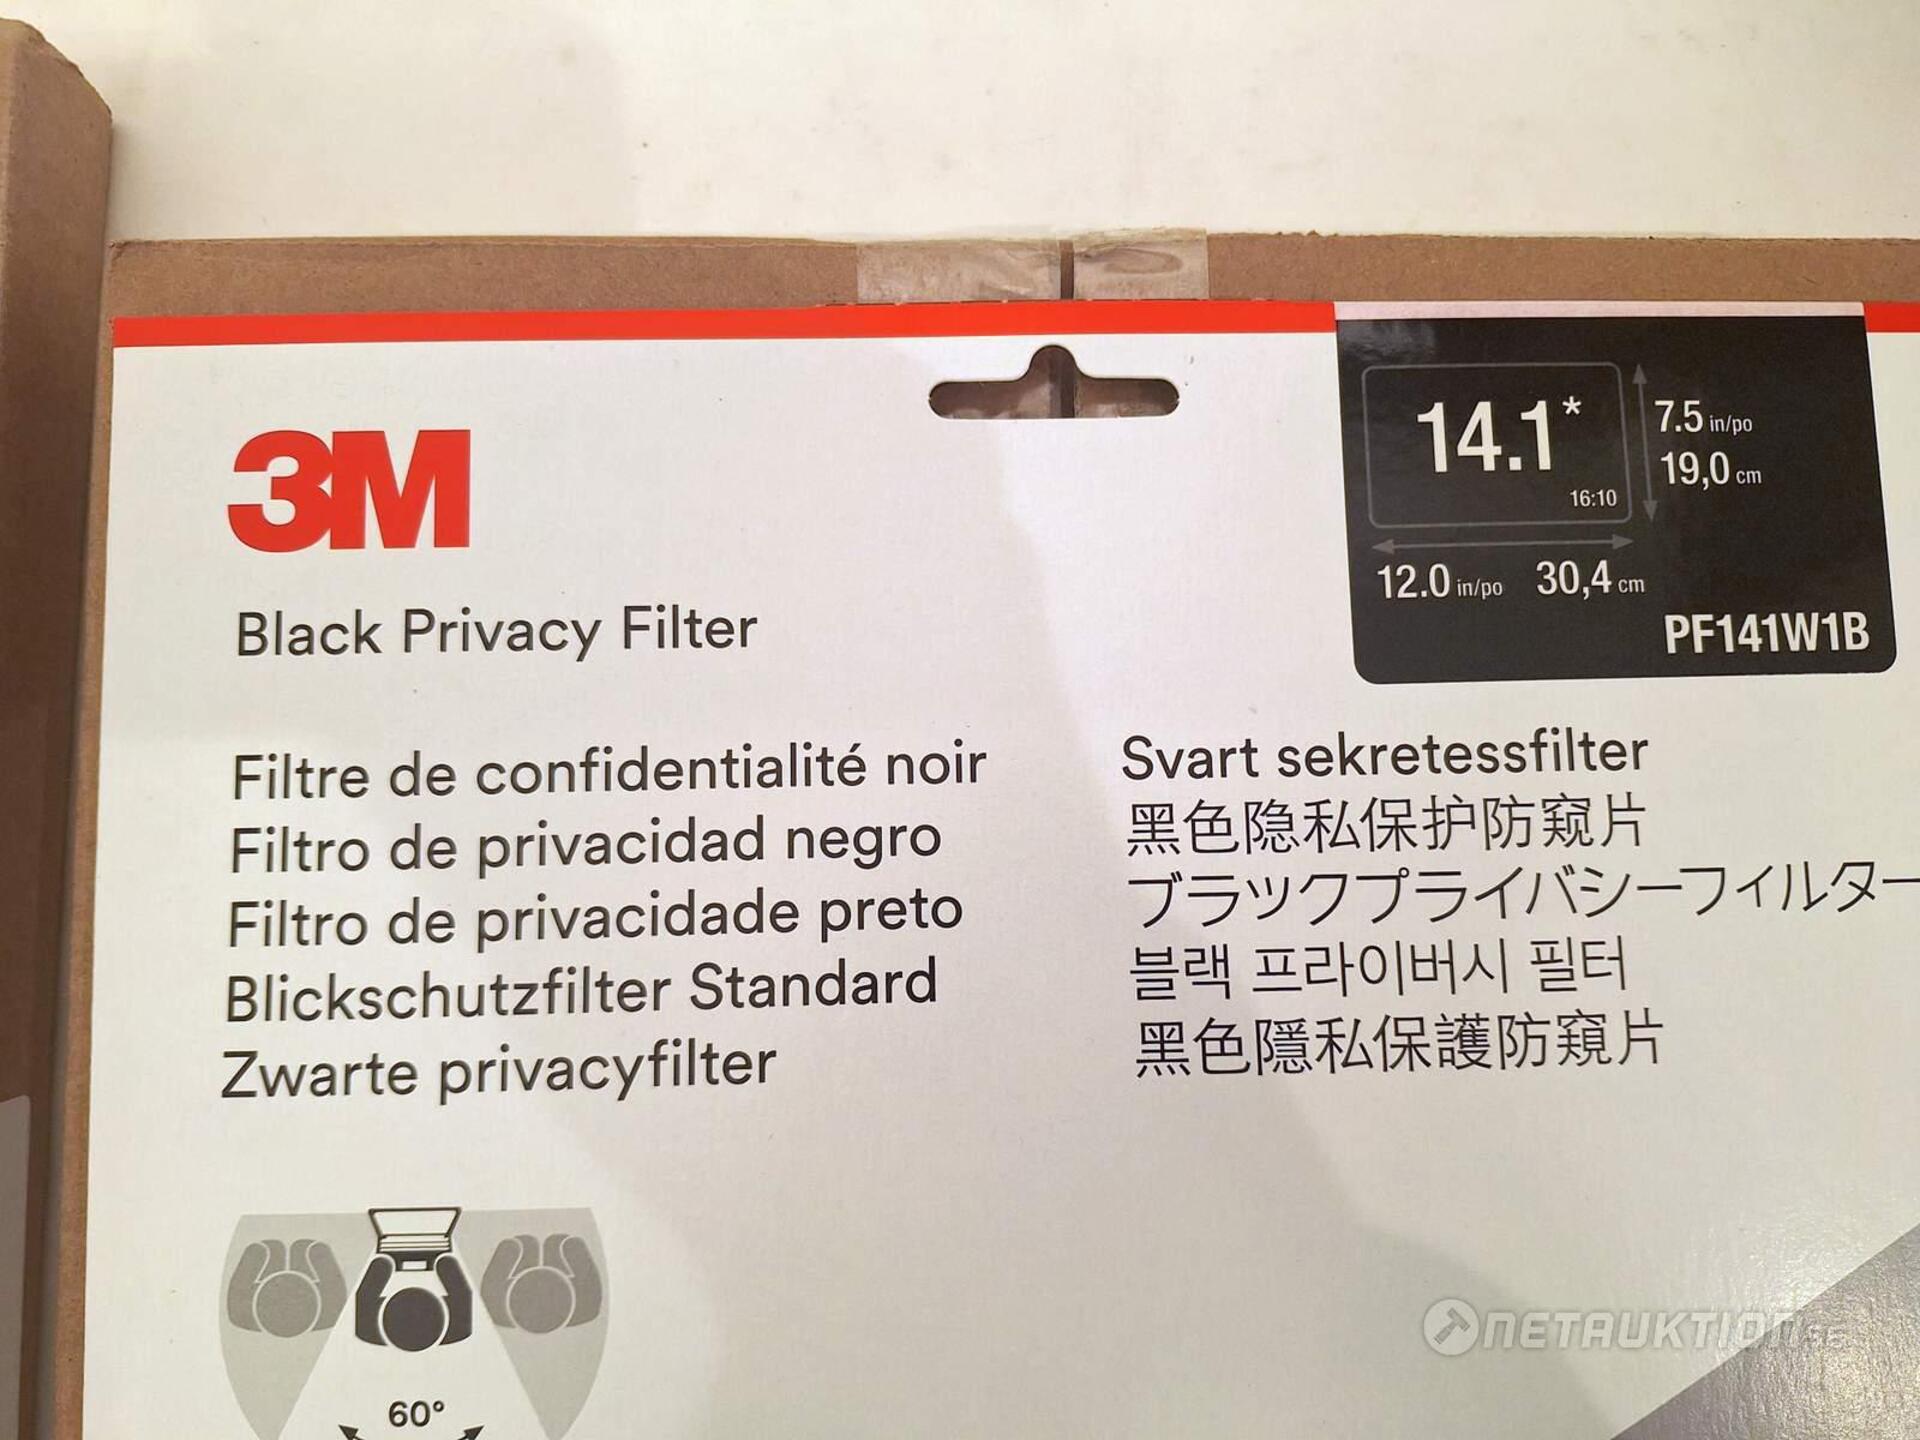 3M
Black Privacy Filter
14.1*
16:10
7.5 in/po
19,0 cm
12.0 in/po 30,4 cm
PF141W1B
Filtre de confidentialité noir
Filtro de privacidad negro
Filtro de privacidade preto
Blickschutzfilter Standard
Zwarte privacyfilter
Svart sekretessfilter
黑色隐私保护防窥片
ブラックプライバシーフィルター
블랙 프라이버시 필터
黑色隱私保護防窺片
60°
NETAUKTION.SE